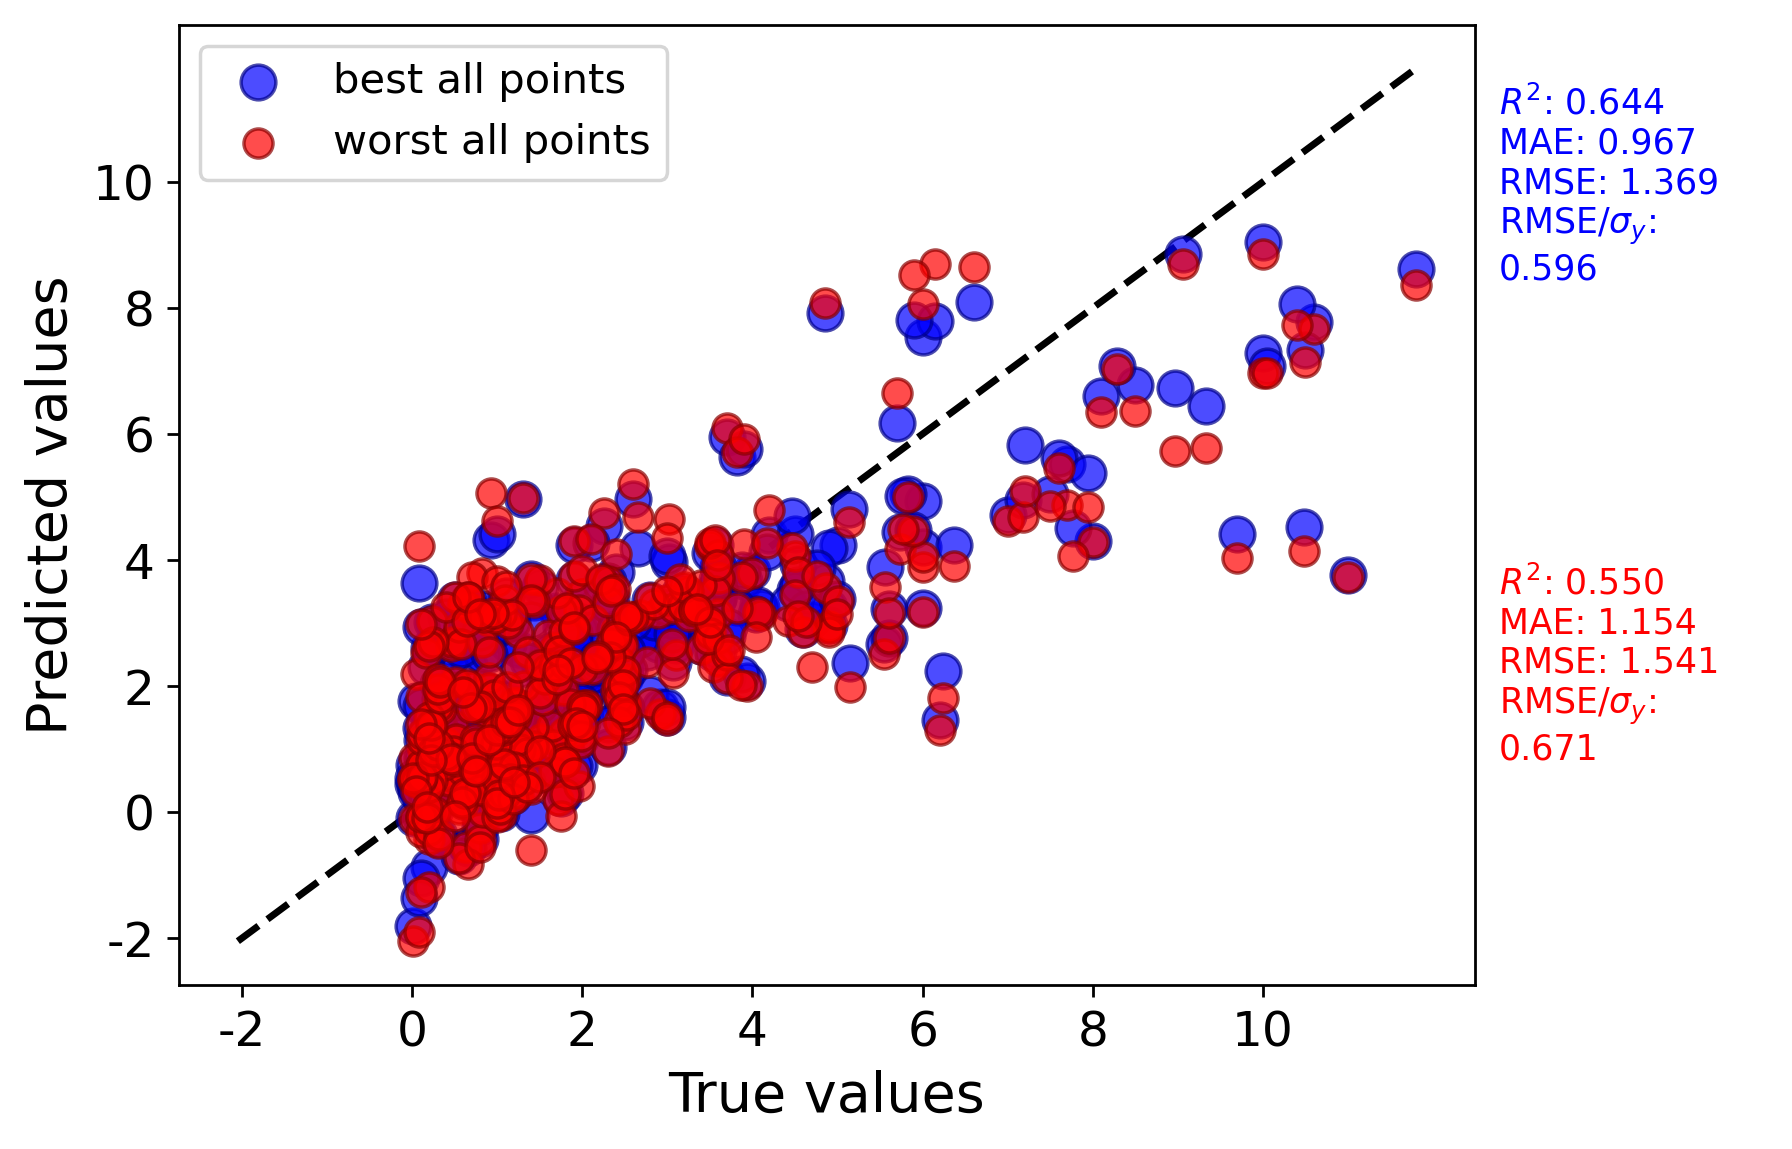 best all points
worst all points
R²: 0.644
MAE: 0.967
RMSE: 1.369
RMSE/σy:
0.596
R²: 0.550
MAE: 1.154
RMSE: 1.541
RMSE/σy:
0.671
Predicted values
10
8
6
4
2
0
-2
-2 0 2 4 6 8 10
True values